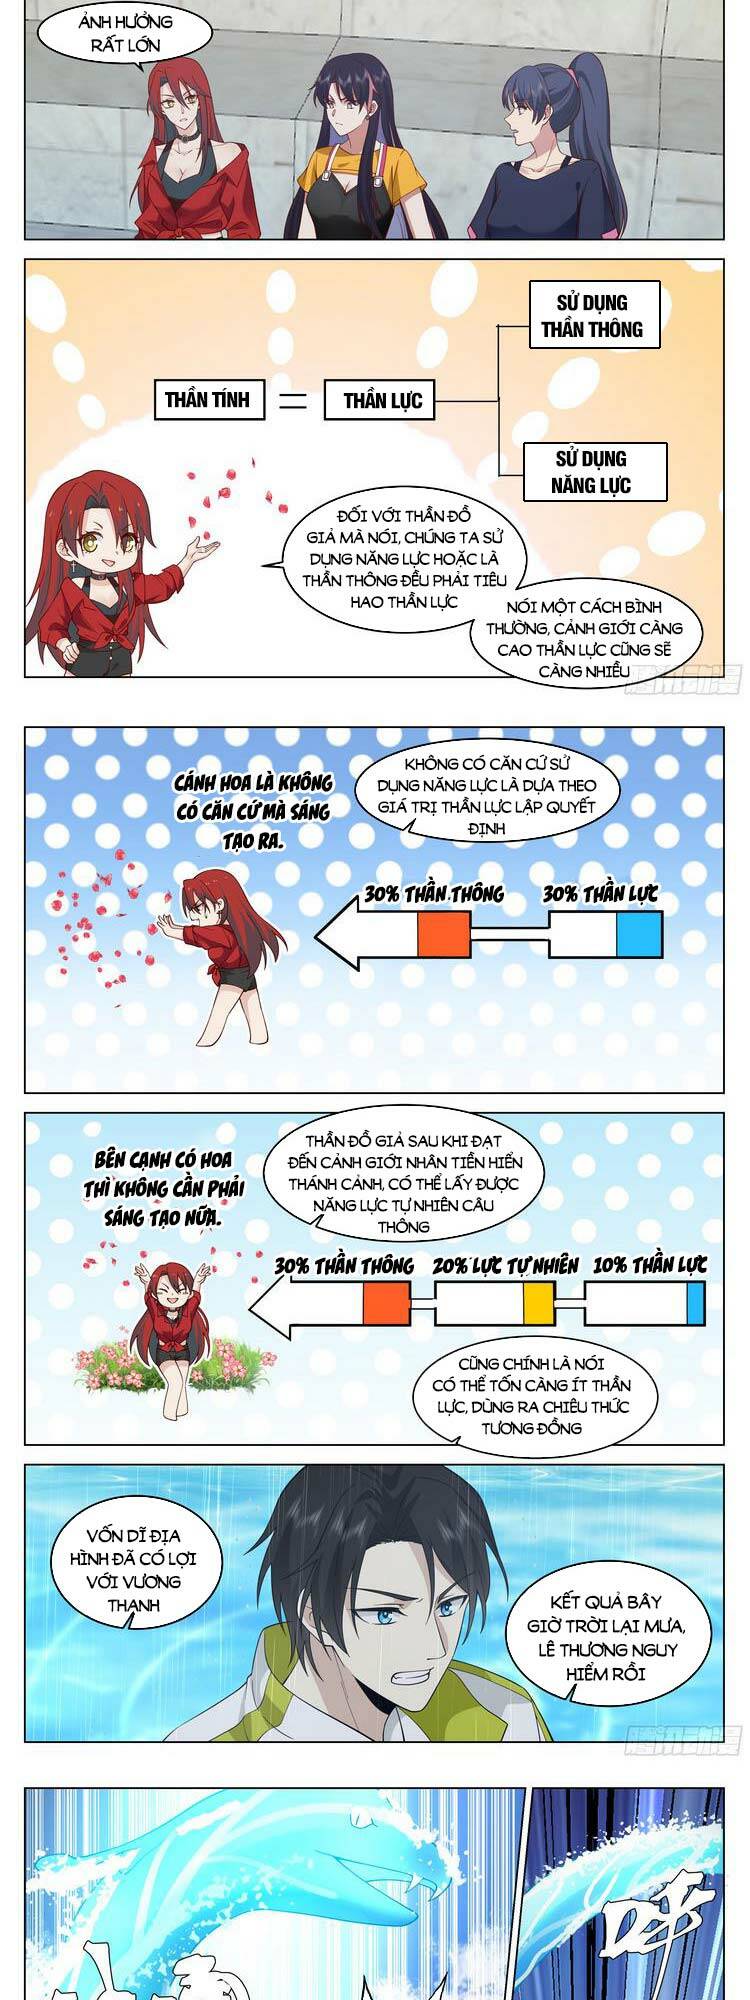 ẢNH HƯỞNG
RẤT LỚN
SỬ DỤNG
THẦN THÔNG
THẦN TÍNH
=
THẦN LỰC
SỬ DỤNG
NĂNG LỰC
ĐỐI VỚI THẦN ĐỒ
GIẢ MÀ NÓI, CHÚNG TA SỬ
DỤNG NĂNG LỰC HOẶC LÀ
THẦN THÔNG ĐỀU PHẢI TIÊU
HAO THẦN LỰC
NÓI MỘT CÁCH BÌNH
THƯỜNG, CẢNH GIỚI CÀNG
CAO THẦN LỰC CŨNG SẼ
CÀNG NHIỀU
腾讯动漫
KHÔNG CÓ CĂN CỨ SỬ
DỤNG NĂNG LỰC LÀ DỰA THEO
GIÁ TRỊ THẦN LỰC LẬP QUYẾT
ĐỊNH
CÁNH HOA LÀ KHÔNG
CÓ CĂN CỨ MÀ SÁNG
TẠO RA.
30% THẦN THÔNG
30% THẦN LỰC
THẦN ĐỒ GIẢ SAU KHI ĐẠT
ĐẾN CẢNH GIỚI NHÂN TIỀN HIỂN
THÁNH CẢNH, CÓ THỂ LẤY ĐƯỢC
NĂNG LỰC TỰ NHIÊN CÂU
THÔNG
BÊN CẠNH CÓ HOA
THÌ KHÔNG CẦN PHẢI
SÁNG TẠO NỮA.
30% THẦN THÔNG
20% LỰC TỰ NHIÊN
10% THẦN LỰC
CŨNG CHÍNH LÀ NÓI
CÓ THỂ TỐN CÀNG ÍT THẦN
LỰC, DÙNG RA CHIÊU THỨC
TƯƠNG ĐỒNG
VỐN DĨ ĐỊA
HÌNH ĐÃ CÓ LỢI
VỚI VƯƠNG
THANH
KẾT QUẢ BÂY
GIỜ TRỜI LẠI MƯA,
LÊ THƯƠNG NGUY
HIỂM RỒI
腾讯动漫